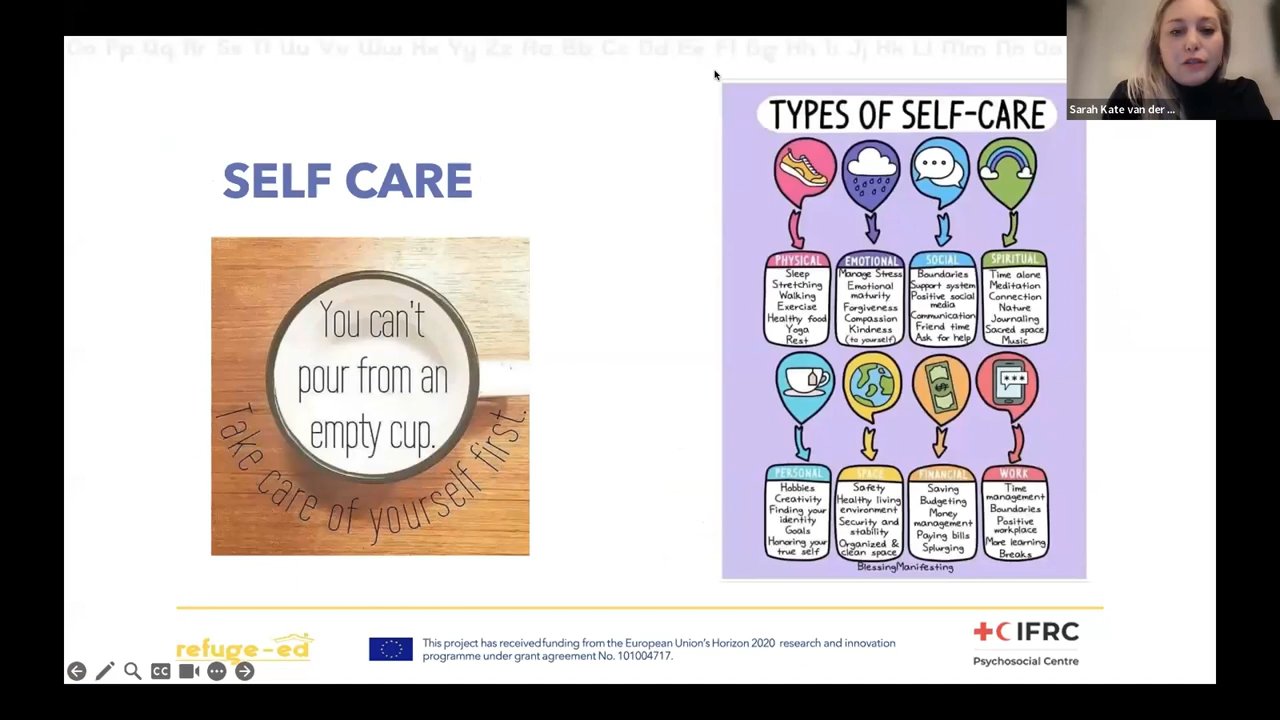 Sarah Kate van der ...
SELF CARE
You can't
pour from an
empty cup.
Take care of yourself first.
TYPES OF SELF-CARE
PHYSICAL
Sleep
Stretching
Walking
Exercise
Healthy food
Yoga
Rest
EMOTIONAL
Manage Stress
Emotional
maturity
Forgiveness
Compassion
Kindness
(to yourself)
SOCIAL
Boundaries
Support system
Positive social
media
Communication
Friend time
Ask for help
SPIRITUAL
Time alone
Meditation
Connection
Nature
Journaling
Sacred space
Music
PERSONAL
Hobbies
Creativity
Finding your
identity
Goals
Honoring your
true self
SPACE
Safety
Healthy living
environment
Security and
stability
Organized &
clean space
FINANCIAL
Saving
Budgeting
Money
management
Paying bills
Splurging
WORK
Time
management
Boundaries
Positive
workplace
More learning
Breaks
BlessingManifesting
refuge-ed
This project has received funding from the European Union's Horizon 2020 research and innovation
programme under grant agreement No. 101004717.
IFRC
Psychosocial Centre
CC